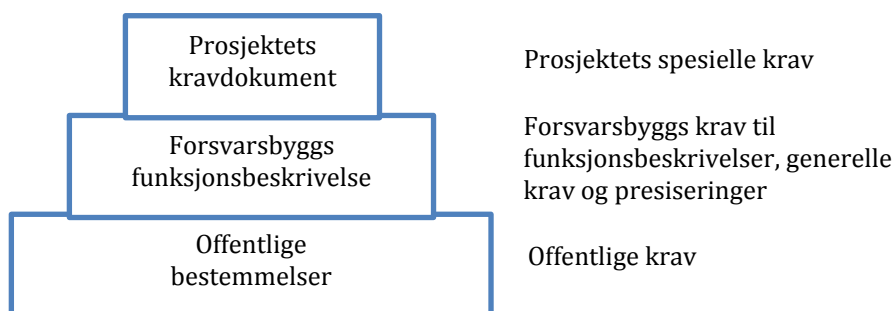 Prosjektets
kravdokument
Prosjektets spesielle krav
Forsvarsbyggs
funksjonsbeskrivelse
Forsvarsbyggs krav til
funksjonsbeskrivelser, generelle
krav og presiseringer
Offentlige
bestemmelser
Offentlige krav